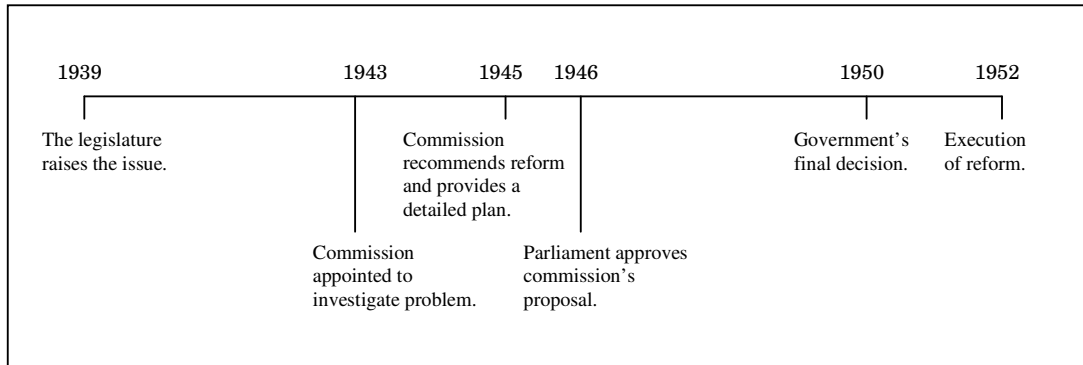 1939 1943 1945 1946 1950 1952
The legislature
raises the issue.
Commission
appointed to
investigate problem.
Commission
recommends reform
and provides a
detailed plan.
Parliament approves
commission's
proposal.
Government's
final decision.
Execution
of reform.